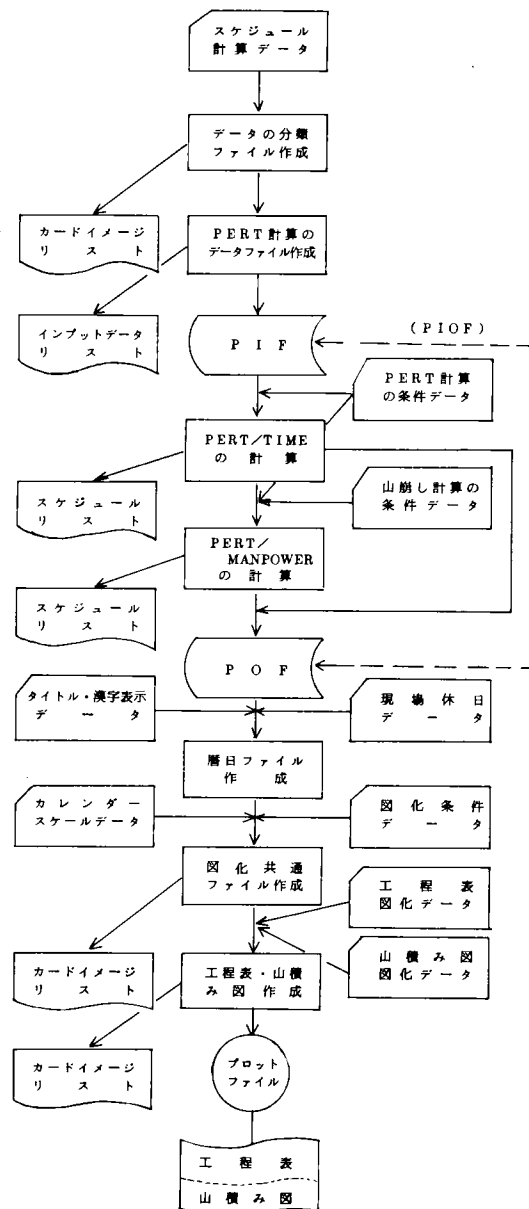 スケジュール
計算データ
データの分類
ファイル作成
カードイメージ
リスト
PERT計算の
データファイル作成
インプットデータ
リスト
PIF
(PIOF)
PERT計算
の条件データ
PERT/TIME
の計算
スケジュール
リスト
山崩し計算の
条件データ
PERT/
MANPOWER
の計算
スケジュール
リスト
POF
タイトル・漢字表示
データ
現場休日
データ
暦日ファイル
作成
カレンダー
スケールデータ
図化条件
データ
図化共通
ファイル作成
工程表
図化データ
カードイメージ
リスト
工程表・山積
み図作成
山積み図
図化データ
カードイメージ
リスト
プロット
ファイル
工程表
山積み図